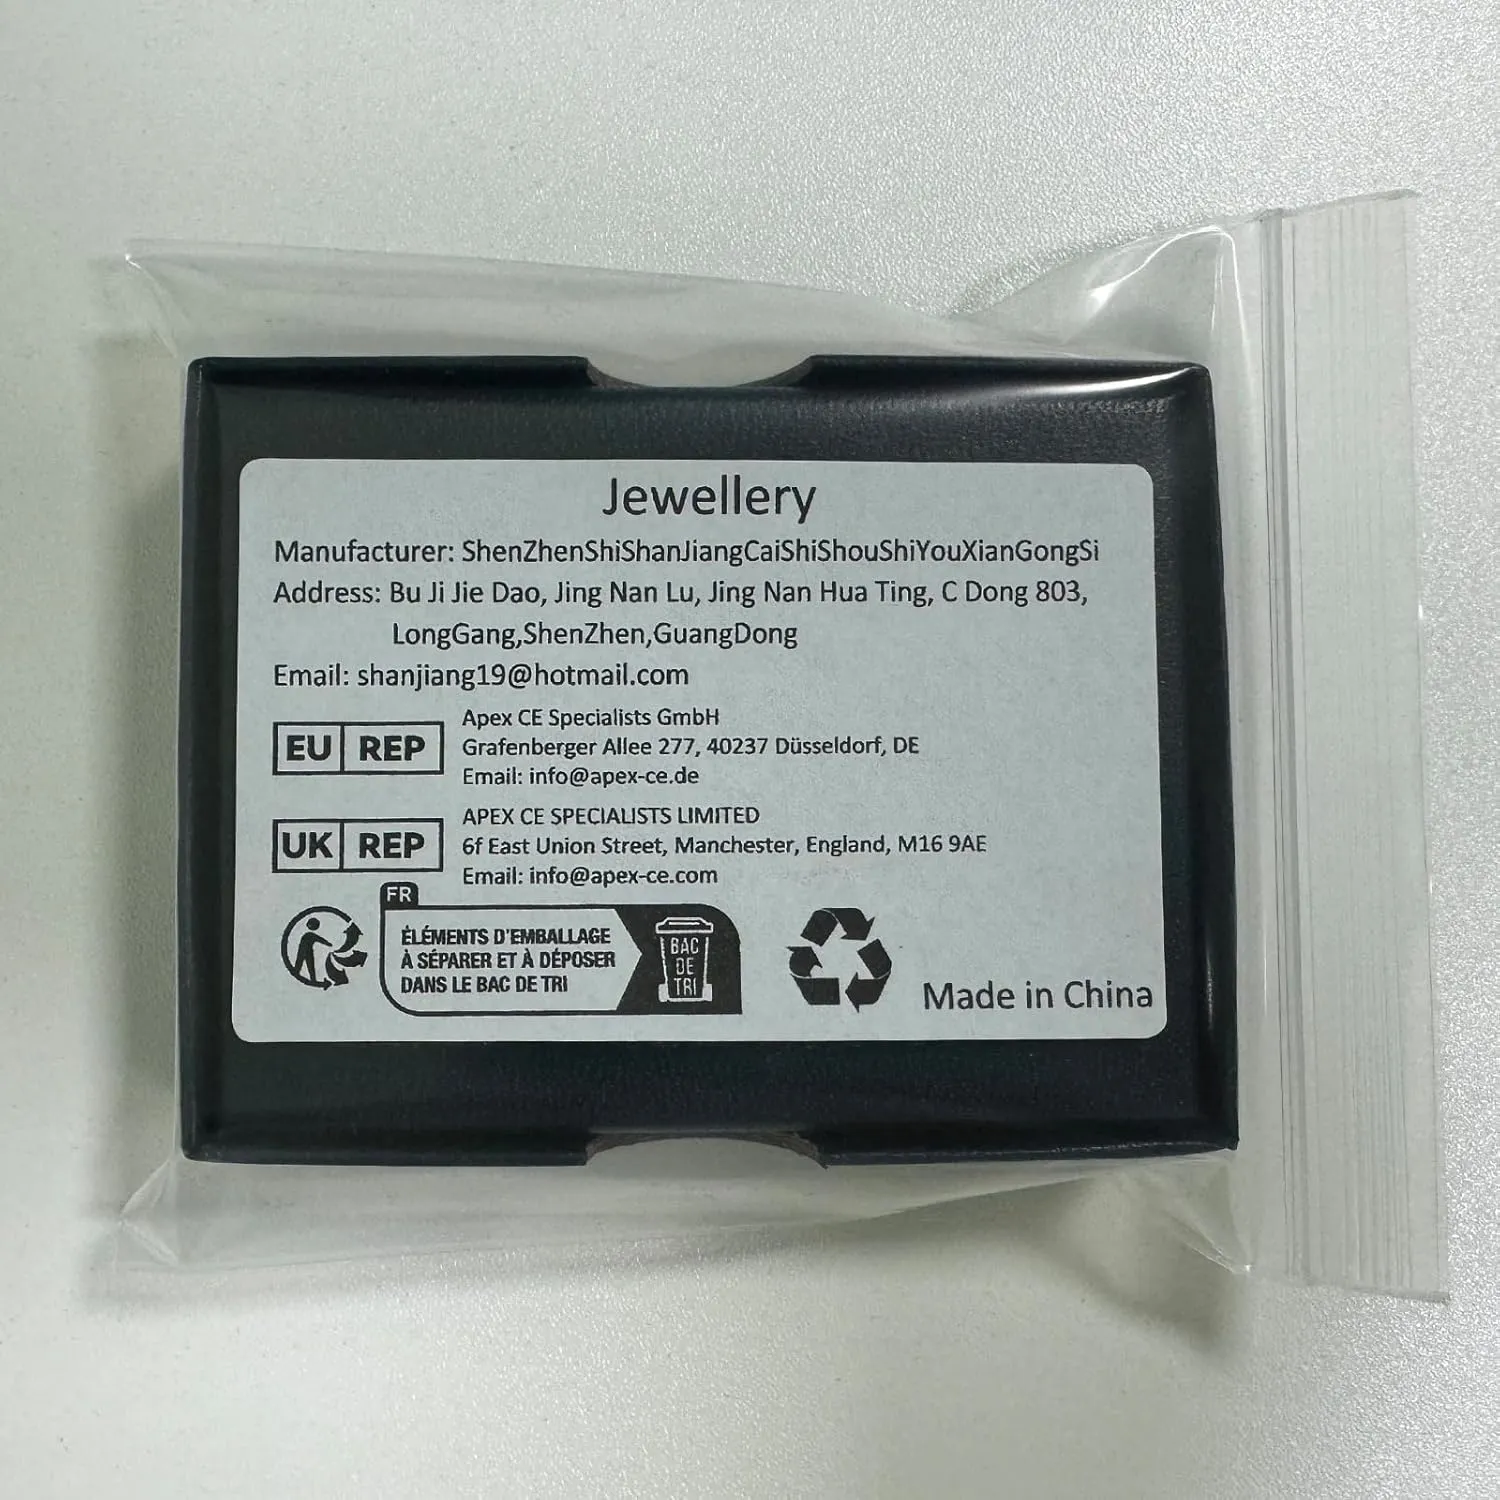 Jewellery
Manufacturer: ShenZhenShiShanJiangCaiShiShouShiYouXianGongSi
Address: Bu Ji Jie Dao, Jing Nan Lu, Jing Nan Hua Ting, C Dong 803,
LongGang,ShenZhen,GuangDong
Email: shanjiang19@hotmail.com
EU REP
Apex CE Specialists GmbH
Grafenberger Allee 277, 40237 Düsseldorf, DE
Email: info@apex-ce.de
UK REP
APEX CE SPECIALISTS LIMITED
6f East Union Street, Manchester, England, M16 9AE
Email: info@apex-ce.com
FR
ÉLÉMENTS D'EMBALLAGE
À SÉPARER ET À DÉPOSER
DANS LE BAC DE TRI
BAC
DE
TRI
Made in China